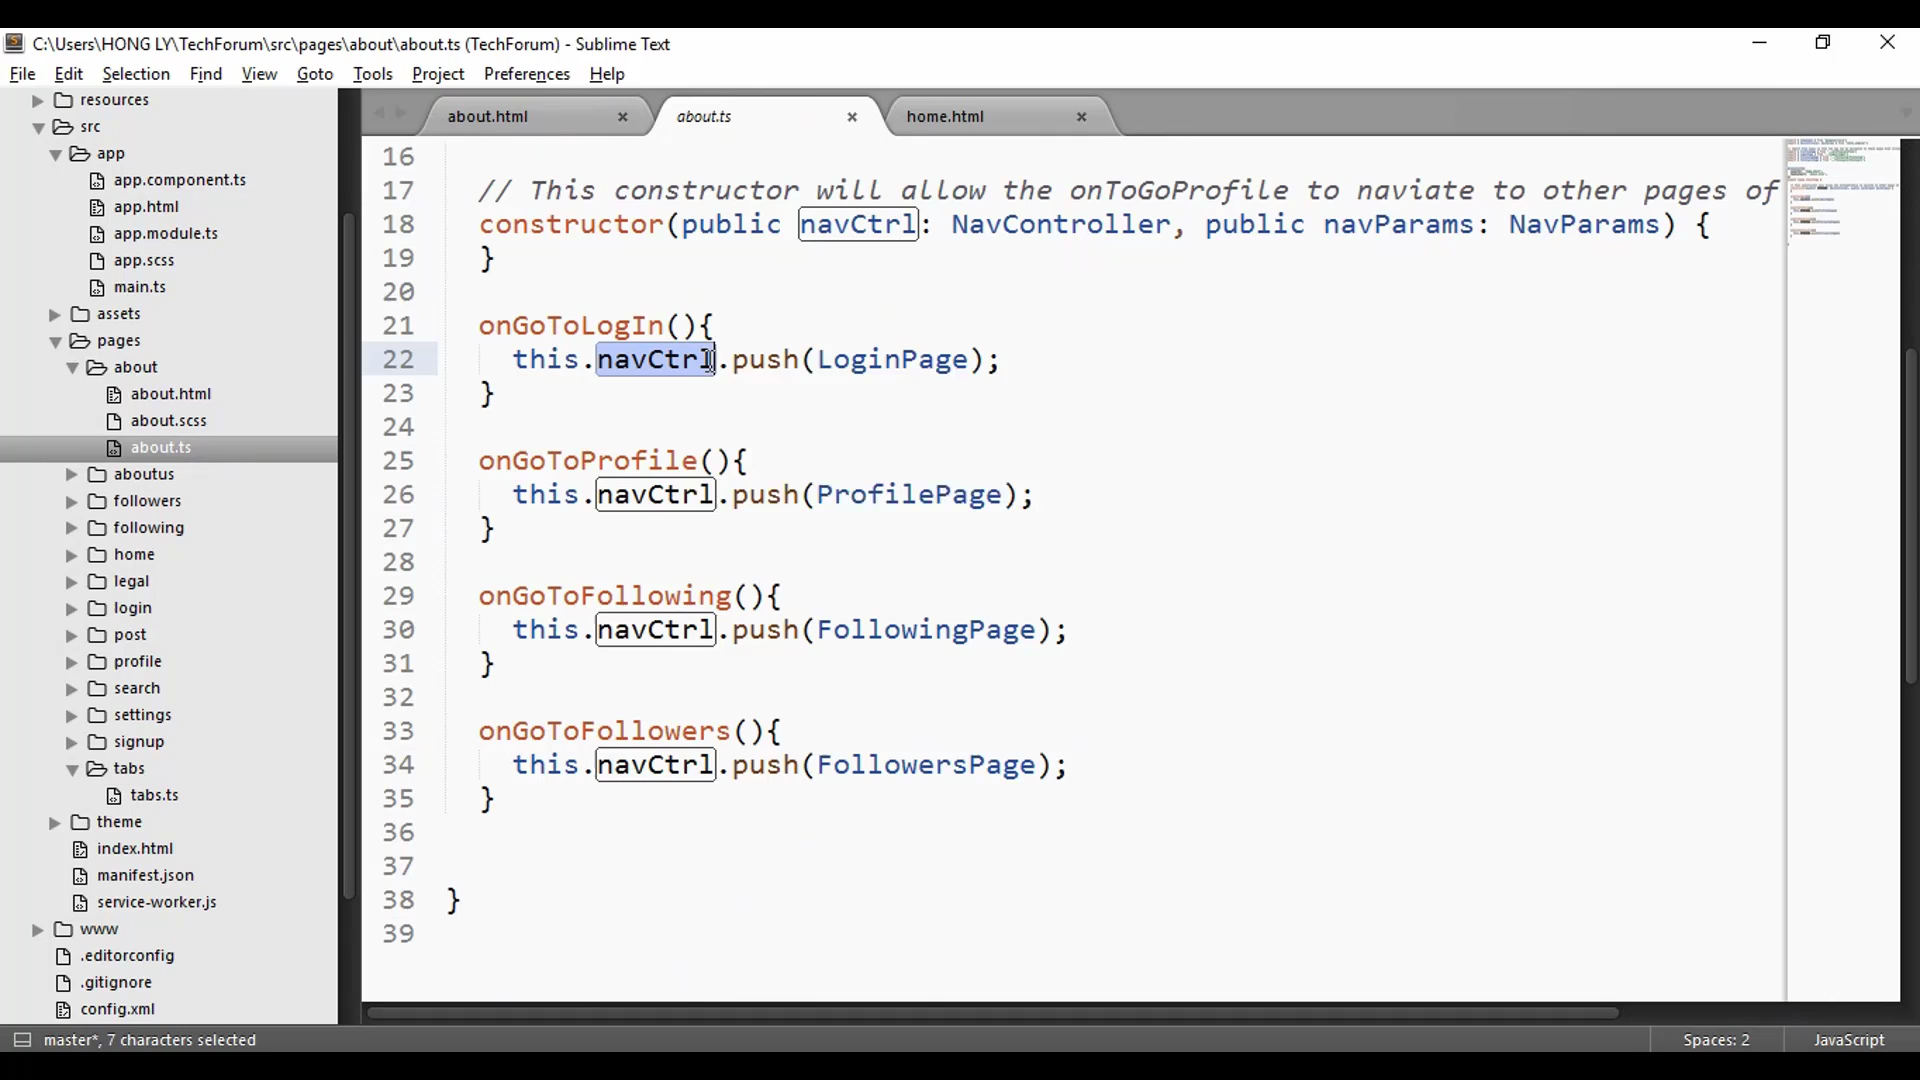 C:\Users\HONG LY\TechForum\src\pages\about\about.ts (TechForum) - Sublime Text
File Edit Selection Find View Goto Tools Project Preferences Help
resources
src
app
app.component.ts
app.html
app.module.ts
app.scss
main.ts
assets
pages
about
about.html
about.scss
about.ts
aboutus
followers
following
home
legal
login
post
profile
search
settings
signup
tabs
tabs.ts
theme
index.html
manifest.json
service-worker.js
www
.editorconfig
.gitignore
config.xml
about.html about.ts home.html
16
17 // This constructor will allow the onToGoProfile to naviate to other pages of
18 constructor(public navCtrl: NavController, public navParams: NavParams) {
19 }
20
21 onGoToLogIn(){
22 this.navCtrl.push(LoginPage);
23 }
24
25 onGoToProfile(){
26 this.navCtrl.push(ProfilePage);
27 }
28
29 onGoToFollowing(){
30 this.navCtrl.push(FollowingPage);
31 }
32
33 onGoToFollowers(){
34 this.navCtrl.push(FollowersPage);
35 }
36
37
38 }
39
master*, 7 characters selected Spaces: 2 JavaScript